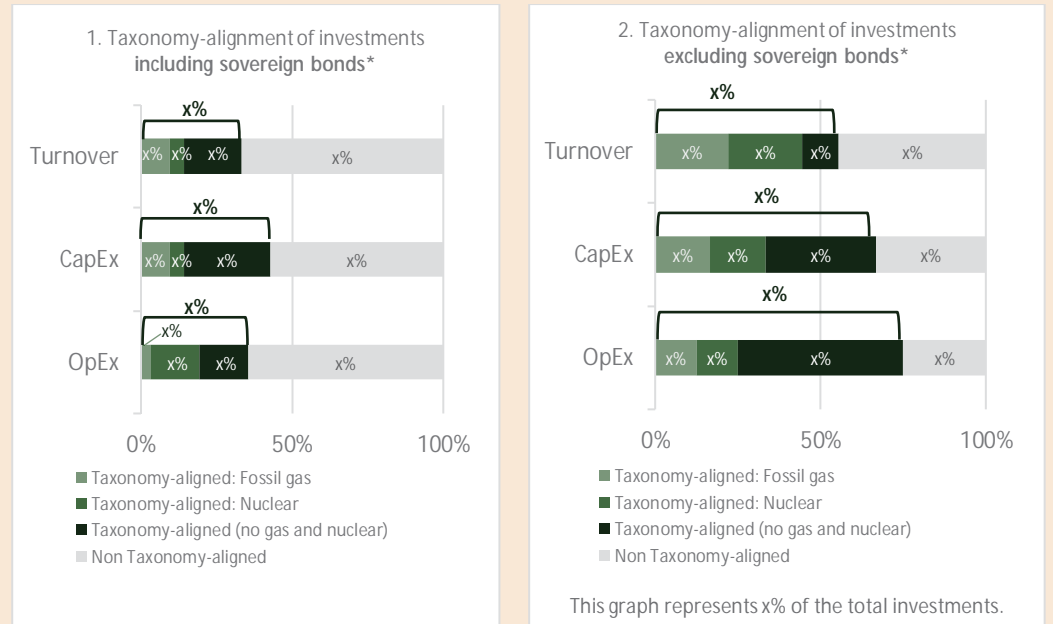 1. Taxonomy-alignment of investments
including sovereign bonds*
x%
Turnover
x% x% x% x%
x%
CapEx
x% x% x% x%
x%
x%
OpEx
x% x% x%
0% 50% 100%
Taxonomy-aligned: Fossil gas
Taxonomy-aligned: Nuclear
Taxonomy-aligned (no gas and nuclear)
Non Taxonomy-aligned
2. Taxonomy-alignment of investments
excluding sovereign bonds*
x%
Turnover
x% x% x% x%
x%
CapEx
x% x% x% x%
x%
OpEx
x% x% x% x%
0% 50% 100%
Taxonomy-aligned: Fossil gas
Taxonomy-aligned: Nuclear
Taxonomy-aligned (no gas and nuclear)
Non Taxonomy-aligned
This graph represents x% of the total investments.